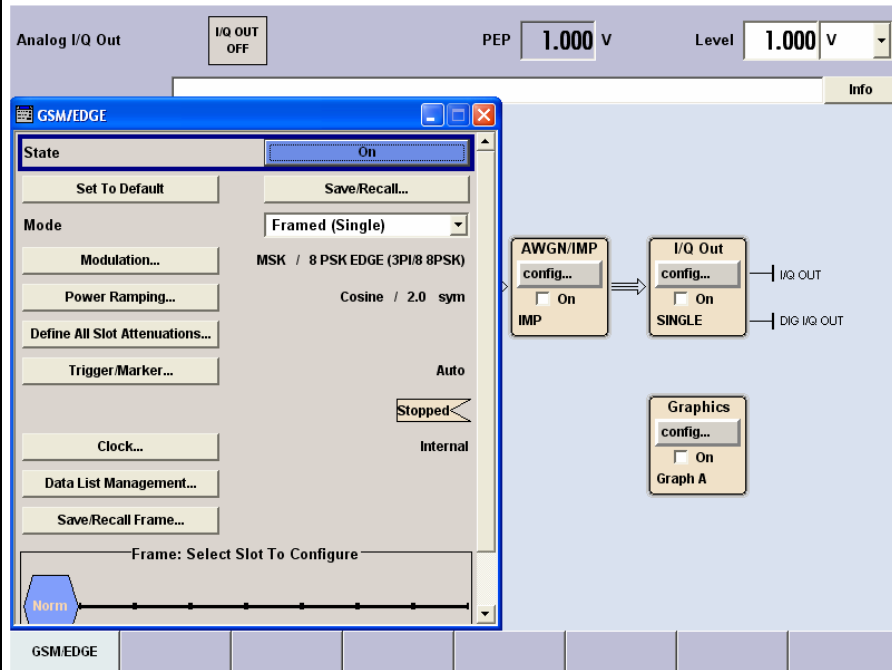 Analog I/Q Out
I/Q OUT
OFF
PEP 1.000 V
Level 1.000 V
Info
GSM/EDGE
State On
Set To Default Save/Recall...
Mode Framed (Single)
Modulation... MSK / 8 PSK EDGE (3PI/8 8PSK)
Power Ramping... Cosine / 2.0 sym
Define All Slot Attenuations...
Trigger/Marker... Auto
Stopped
Clock... Internal
Data List Management...
Save/Recall Frame...
Frame: Select Slot To Configure
Norm
AWGN/IMP
config...
On
IMP
I/Q Out
config...
On
SINGLE
I/Q OUT
DIG I/Q OUT
Graphics
config...
On
Graph A
GSM/EDGE